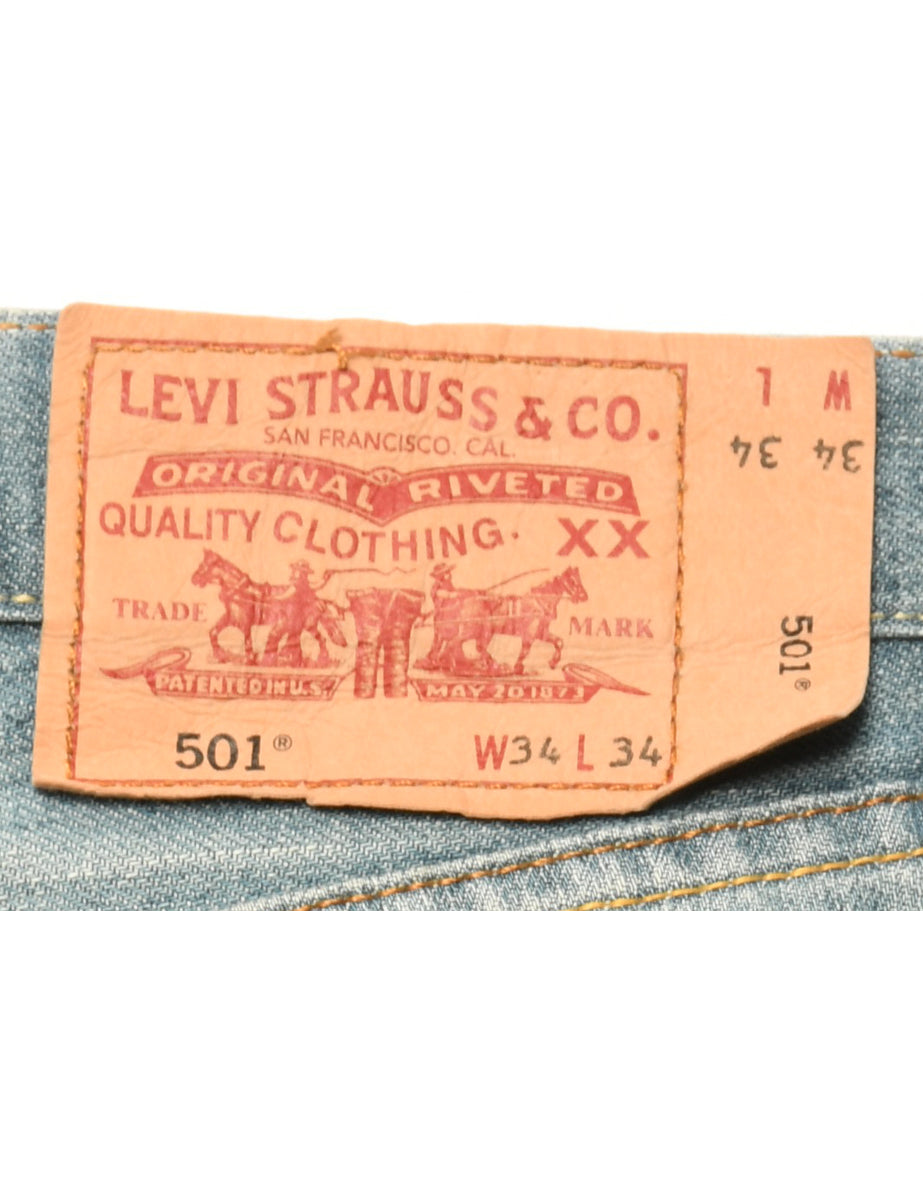 LEVI STRAUSS & CO.
SAN FRANCISCO. CAL.
ORIGINAL RIVETED
QUALITY CLOTHING. XX
TRADE MARK
PATENTED IN U.S. MAY 20 1873
501® W34 L 34
W L
34 34
501®